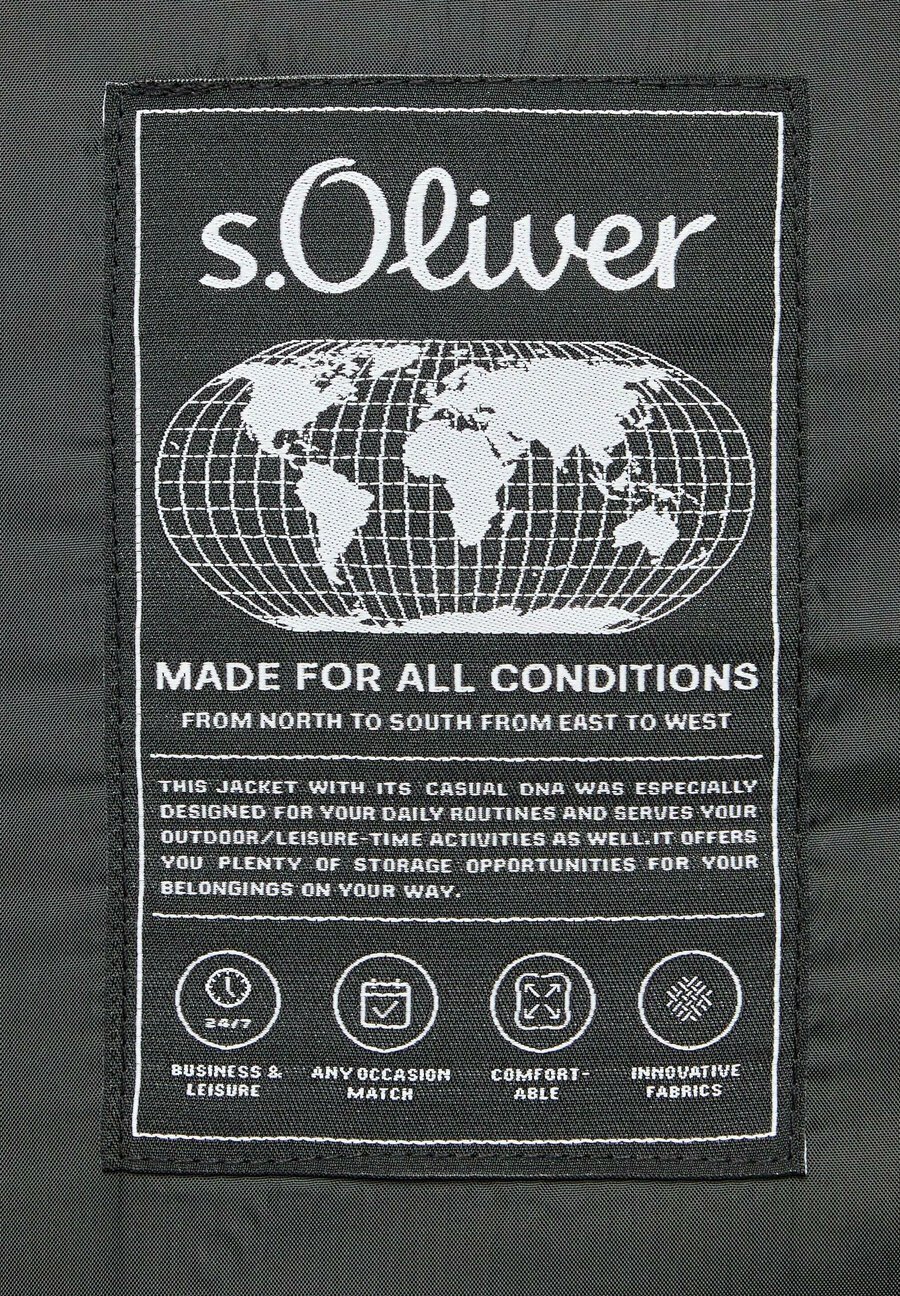 s.Oliver
MADE FOR ALL CONDITIONS
FROM NORTH TO SOUTH FROM EAST TO WEST
THIS JACKET WITH ITS CASUAL DNA WAS ESPECIALLY
DESIGNED FOR YOUR DAILY ROUTINES AND SERVES YOUR
OUTDOOR/LEISURE-TIME ACTIVITIES AS WELL.IT OFFERS
YOU PLENTY OF STORAGE OPPORTUNITIES FOR YOUR
BELONGINGS ON YOUR WAY.
24/7
BUSINESS & LEISURE
ANY OCCASION MATCH
COMFORT- ABLE
INNOVATIVE FABRICS